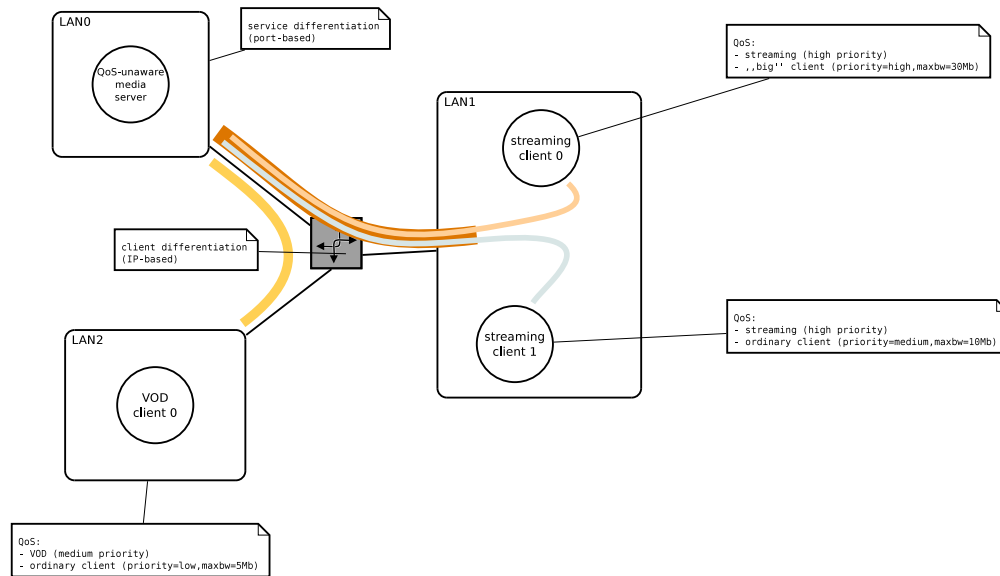 LAN0
QoS-unaware
media
server
service differentiation
(port-based)
QoS:
- streaming (high priority)
- ,,big'' client (priority=high,maxbw=30Mb)
LAN1
streaming
client 0
client differentiation
(IP-based)
streaming
client 1
QoS:
- streaming (high priority)
- ordinary client (priority=medium,maxbw=10Mb)
LAN2
VOD
client 0
QoS:
- VOD (medium priority)
- ordinary client (priority=low,maxbw=5Mb)